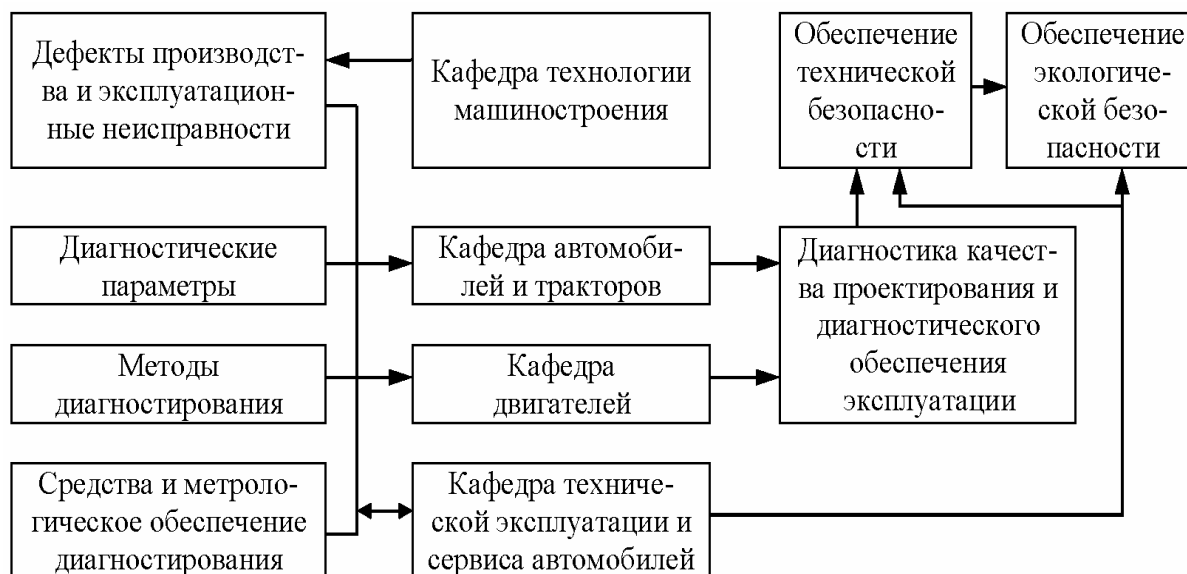 Дефекты производст-
ва и эксплуатацион-
ные неисправности
Кафедра технологии
машиностроения
Обеспечение
технической
безопасно-
сти
Обеспечение
экологиче-
ской безо-
пасности
Диагностические
параметры
Кафедра автомоби-
лей и тракторов
Диагностика качест-
ва проектирования и
диагностического
обеспечения
эксплуатации
Методы
диагностирования
Кафедра
двигателей
Средства и метроло-
гическое обеспечение
диагностирования
Кафедра техниче-
ской эксплуатации и
сервиса автомобилей